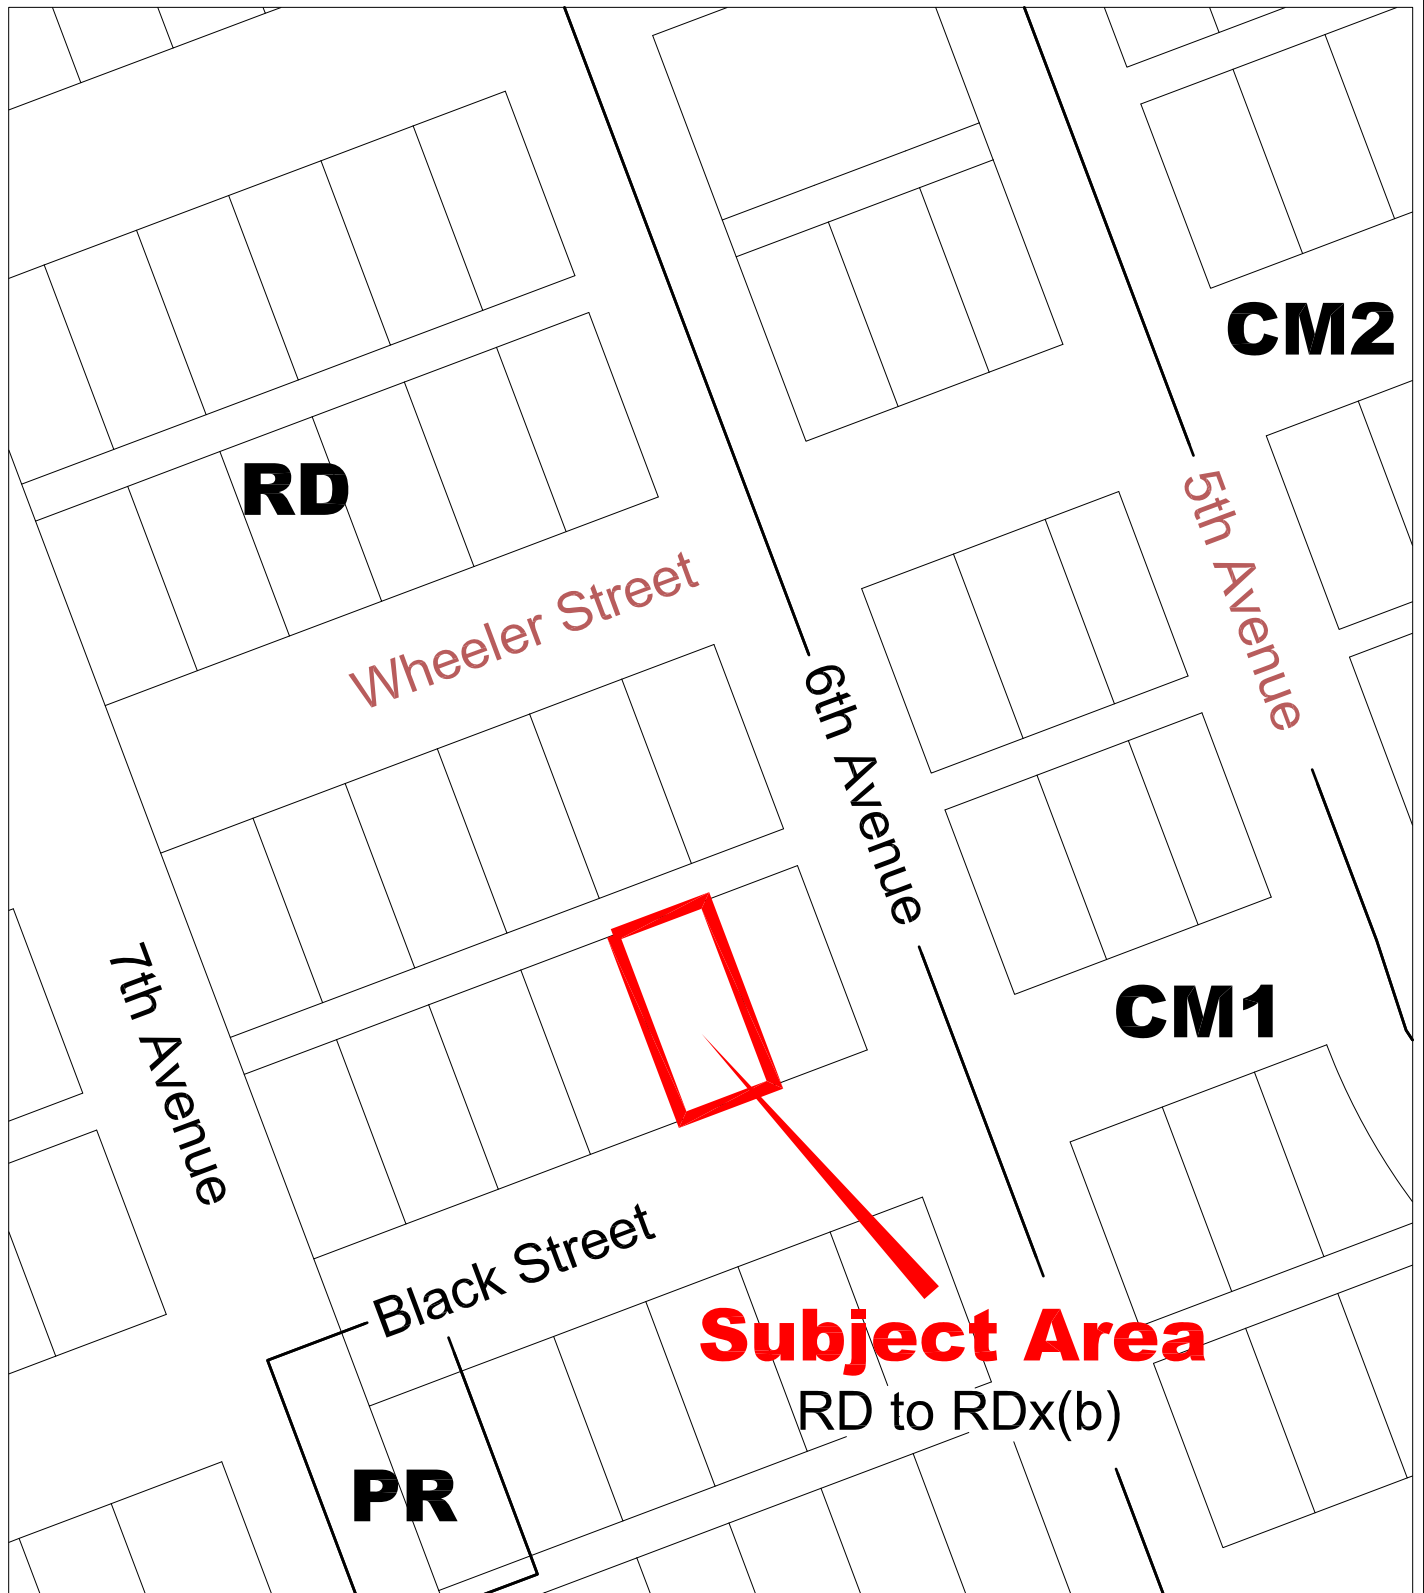 CM2
RD
5th Avenue
Wheeler Street
6th Avenue
CM1
7th Avenue
Black Street
Subject Area
RD to RDx(b)
PR